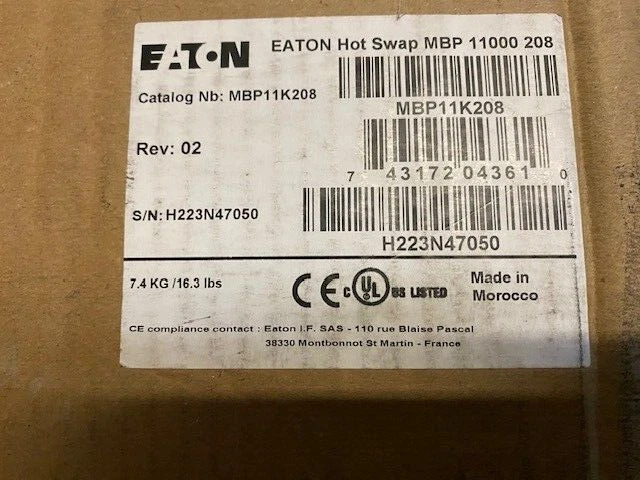 EATON
EATON Hot Swap MBP 11000 208
Catalog Nb: MBP11K208
MBP11K208
Rev: 02
7 43172 04361 0
S/N: H223N47050
H223N47050
7.4 KG /16.3 lbs
CE c UL US LISTED
Made in
Morocco
CE compliance contact : Eaton I.F. SAS - 110 rue Blaise Pascal
38330 Montbonnot St Martin - France